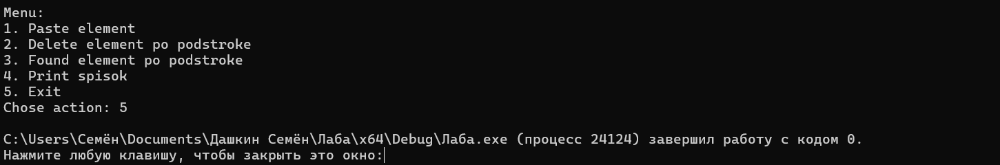 Menu:
1. Paste element
2. Delete element po podstroke
3. Found element po podstroke
4. Print spisok
5. Exit
Chose action: 5
C:\Users\Семён\Documents\Дашкин Семён\Лаба\x64\Debug\Лаба.exe (процесс 24124) завершил работу с кодом 0.
Нажмите любую клавишу, чтобы закрыть это окно: